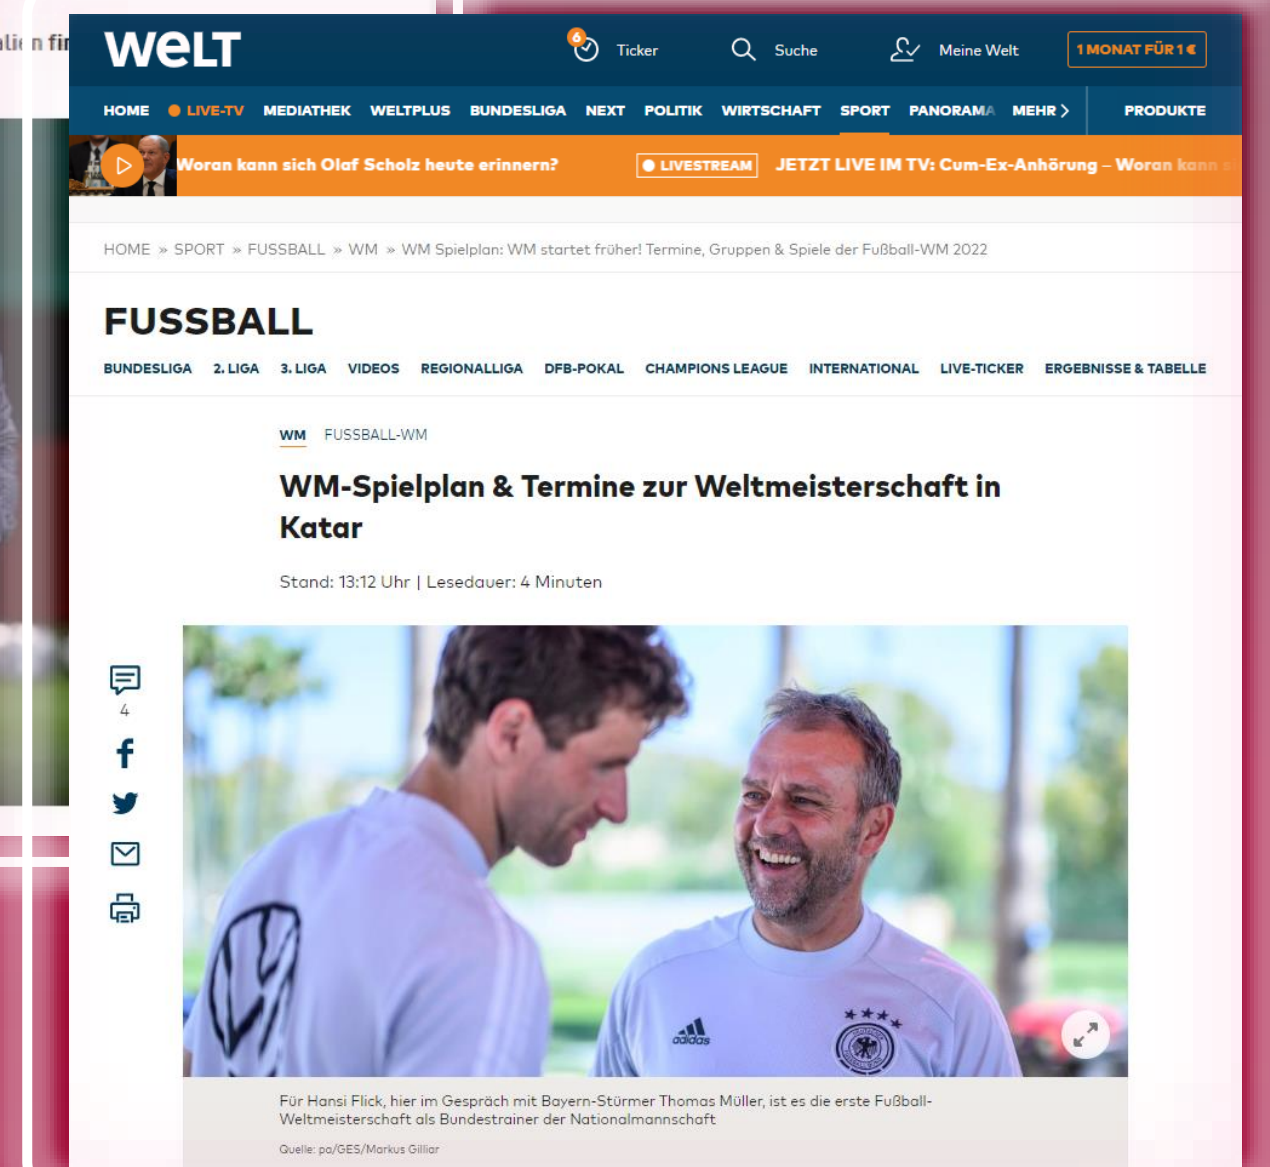 WELT
6
Ticker
Suche
Meine Welt
1 MONAT FÜR 1 €
HOME LIVE-TV MEDIATHEK WELTPLUS BUNDESLIGA NEXT POLITIK WIRTSCHAFT SPORT PANORAMA MEHR PRODUKTE
Woran kann sich Olaf Scholz heute erinnern? LIVESTREAM JETZT LIVE IM TV: Cum-Ex-Anhörung – Woran kann
HOME » SPORT » FUSSBALL » WM » WM Spielplan: WM startet früher! Termine, Gruppen & Spiele der Fußball-WM 2022
FUSSBALL
BUNDESLIGA 2. LIGA 3. LIGA VIDEOS REGIONALLIGA DFB-POKAL CHAMPIONS LEAGUE INTERNATIONAL LIVE-TICKER ERGEBNISSE & TABELLE
WM FUSSBALL-WM
WM-Spielplan & Termine zur Weltmeisterschaft in
Katar
Stand: 13:12 Uhr | Lesedauer: 4 Minuten
4
adidas
Für Hansi Flick, hier im Gespräch mit Bayern-Stürmer Thomas Müller, ist es die erste Fußball-
Weltmeisterschaft als Bundestrainer der Nationalmannschaft
Quelle: pa/GES/Markus Gilliar